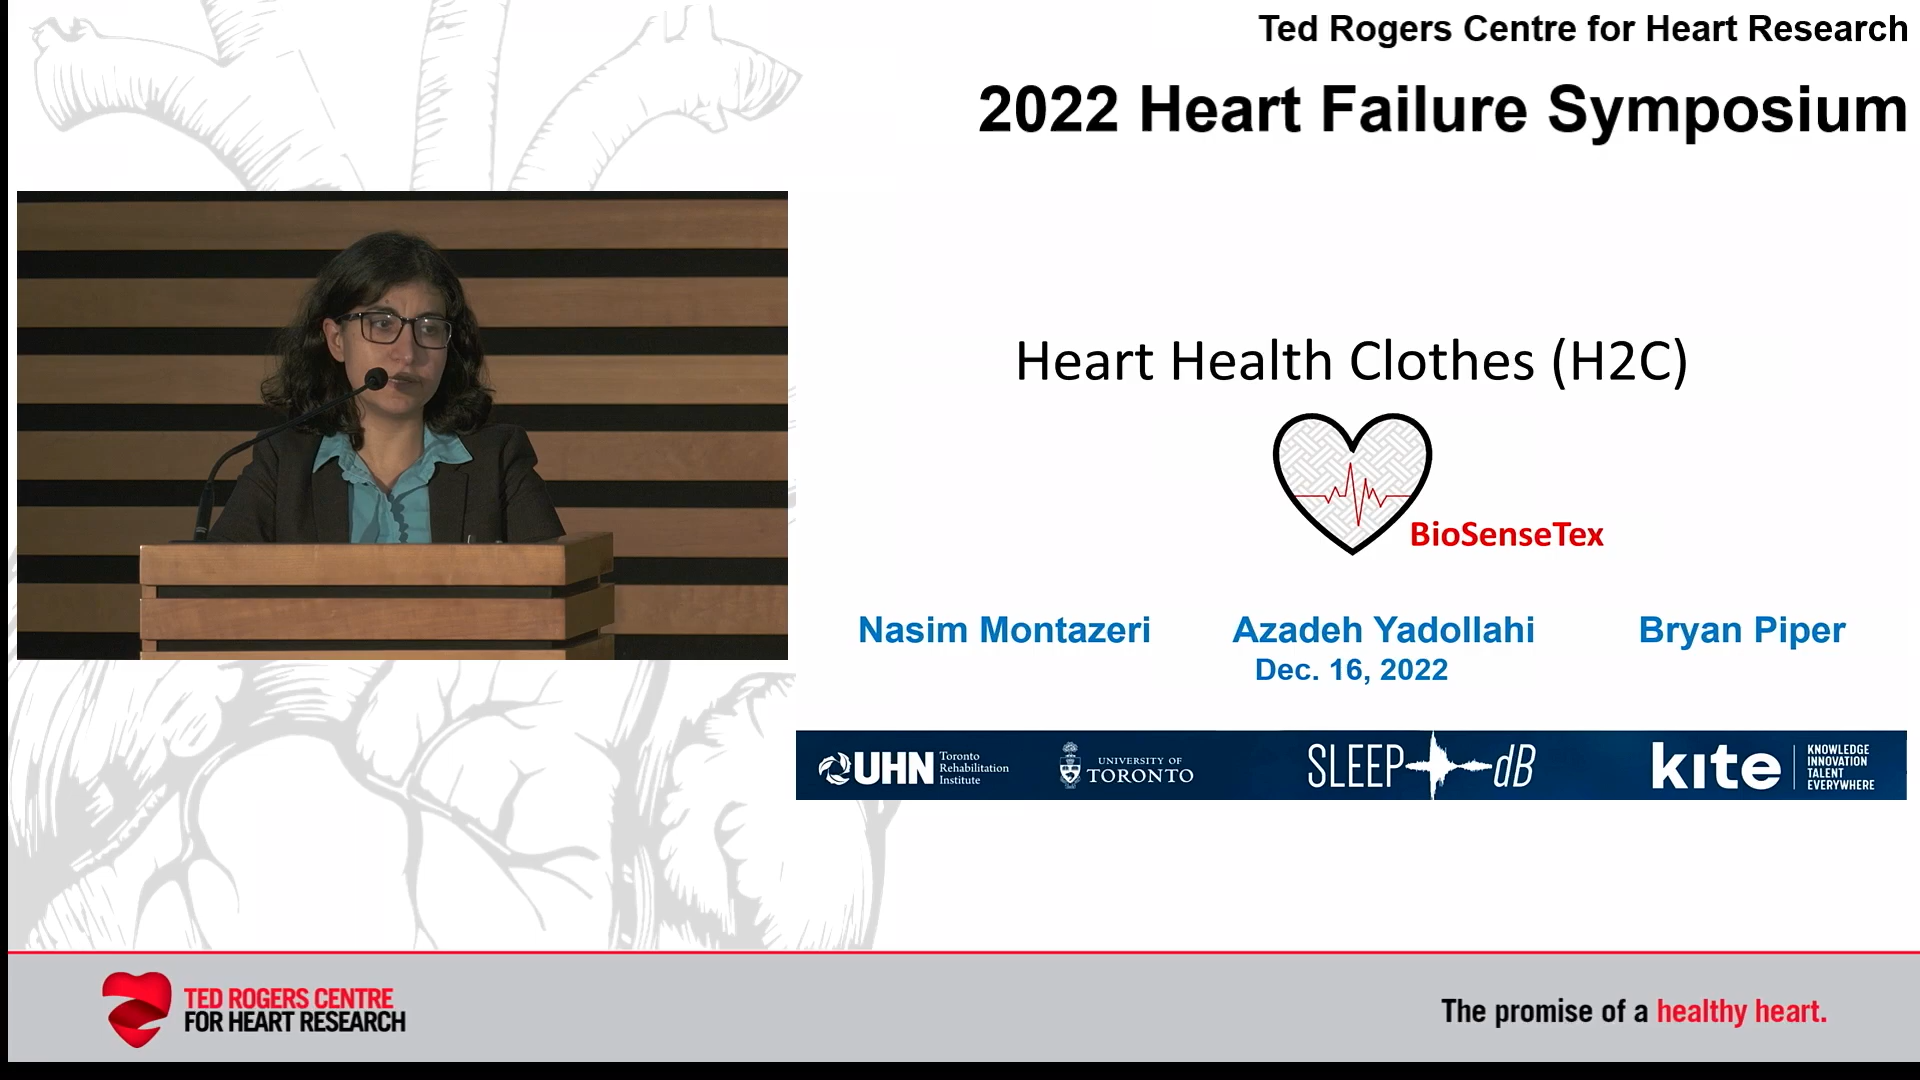 Ted Rogers Centre for Heart Research
2022 Heart Failure Symposium
Heart Health Clothes (H2C)
BioSenseTex
Nasim Montazeri Azadeh Yadollahi Bryan Piper
Dec. 16, 2022
UHN Toronto Rehabilitation Institute
UNIVERSITY OF TORONTO
SLEEP dB
kite KNOWLEDGE INNOVATION TALENT EVERYWHERE
TED ROGERS CENTRE
FOR HEART RESEARCH
The promise of a healthy heart.